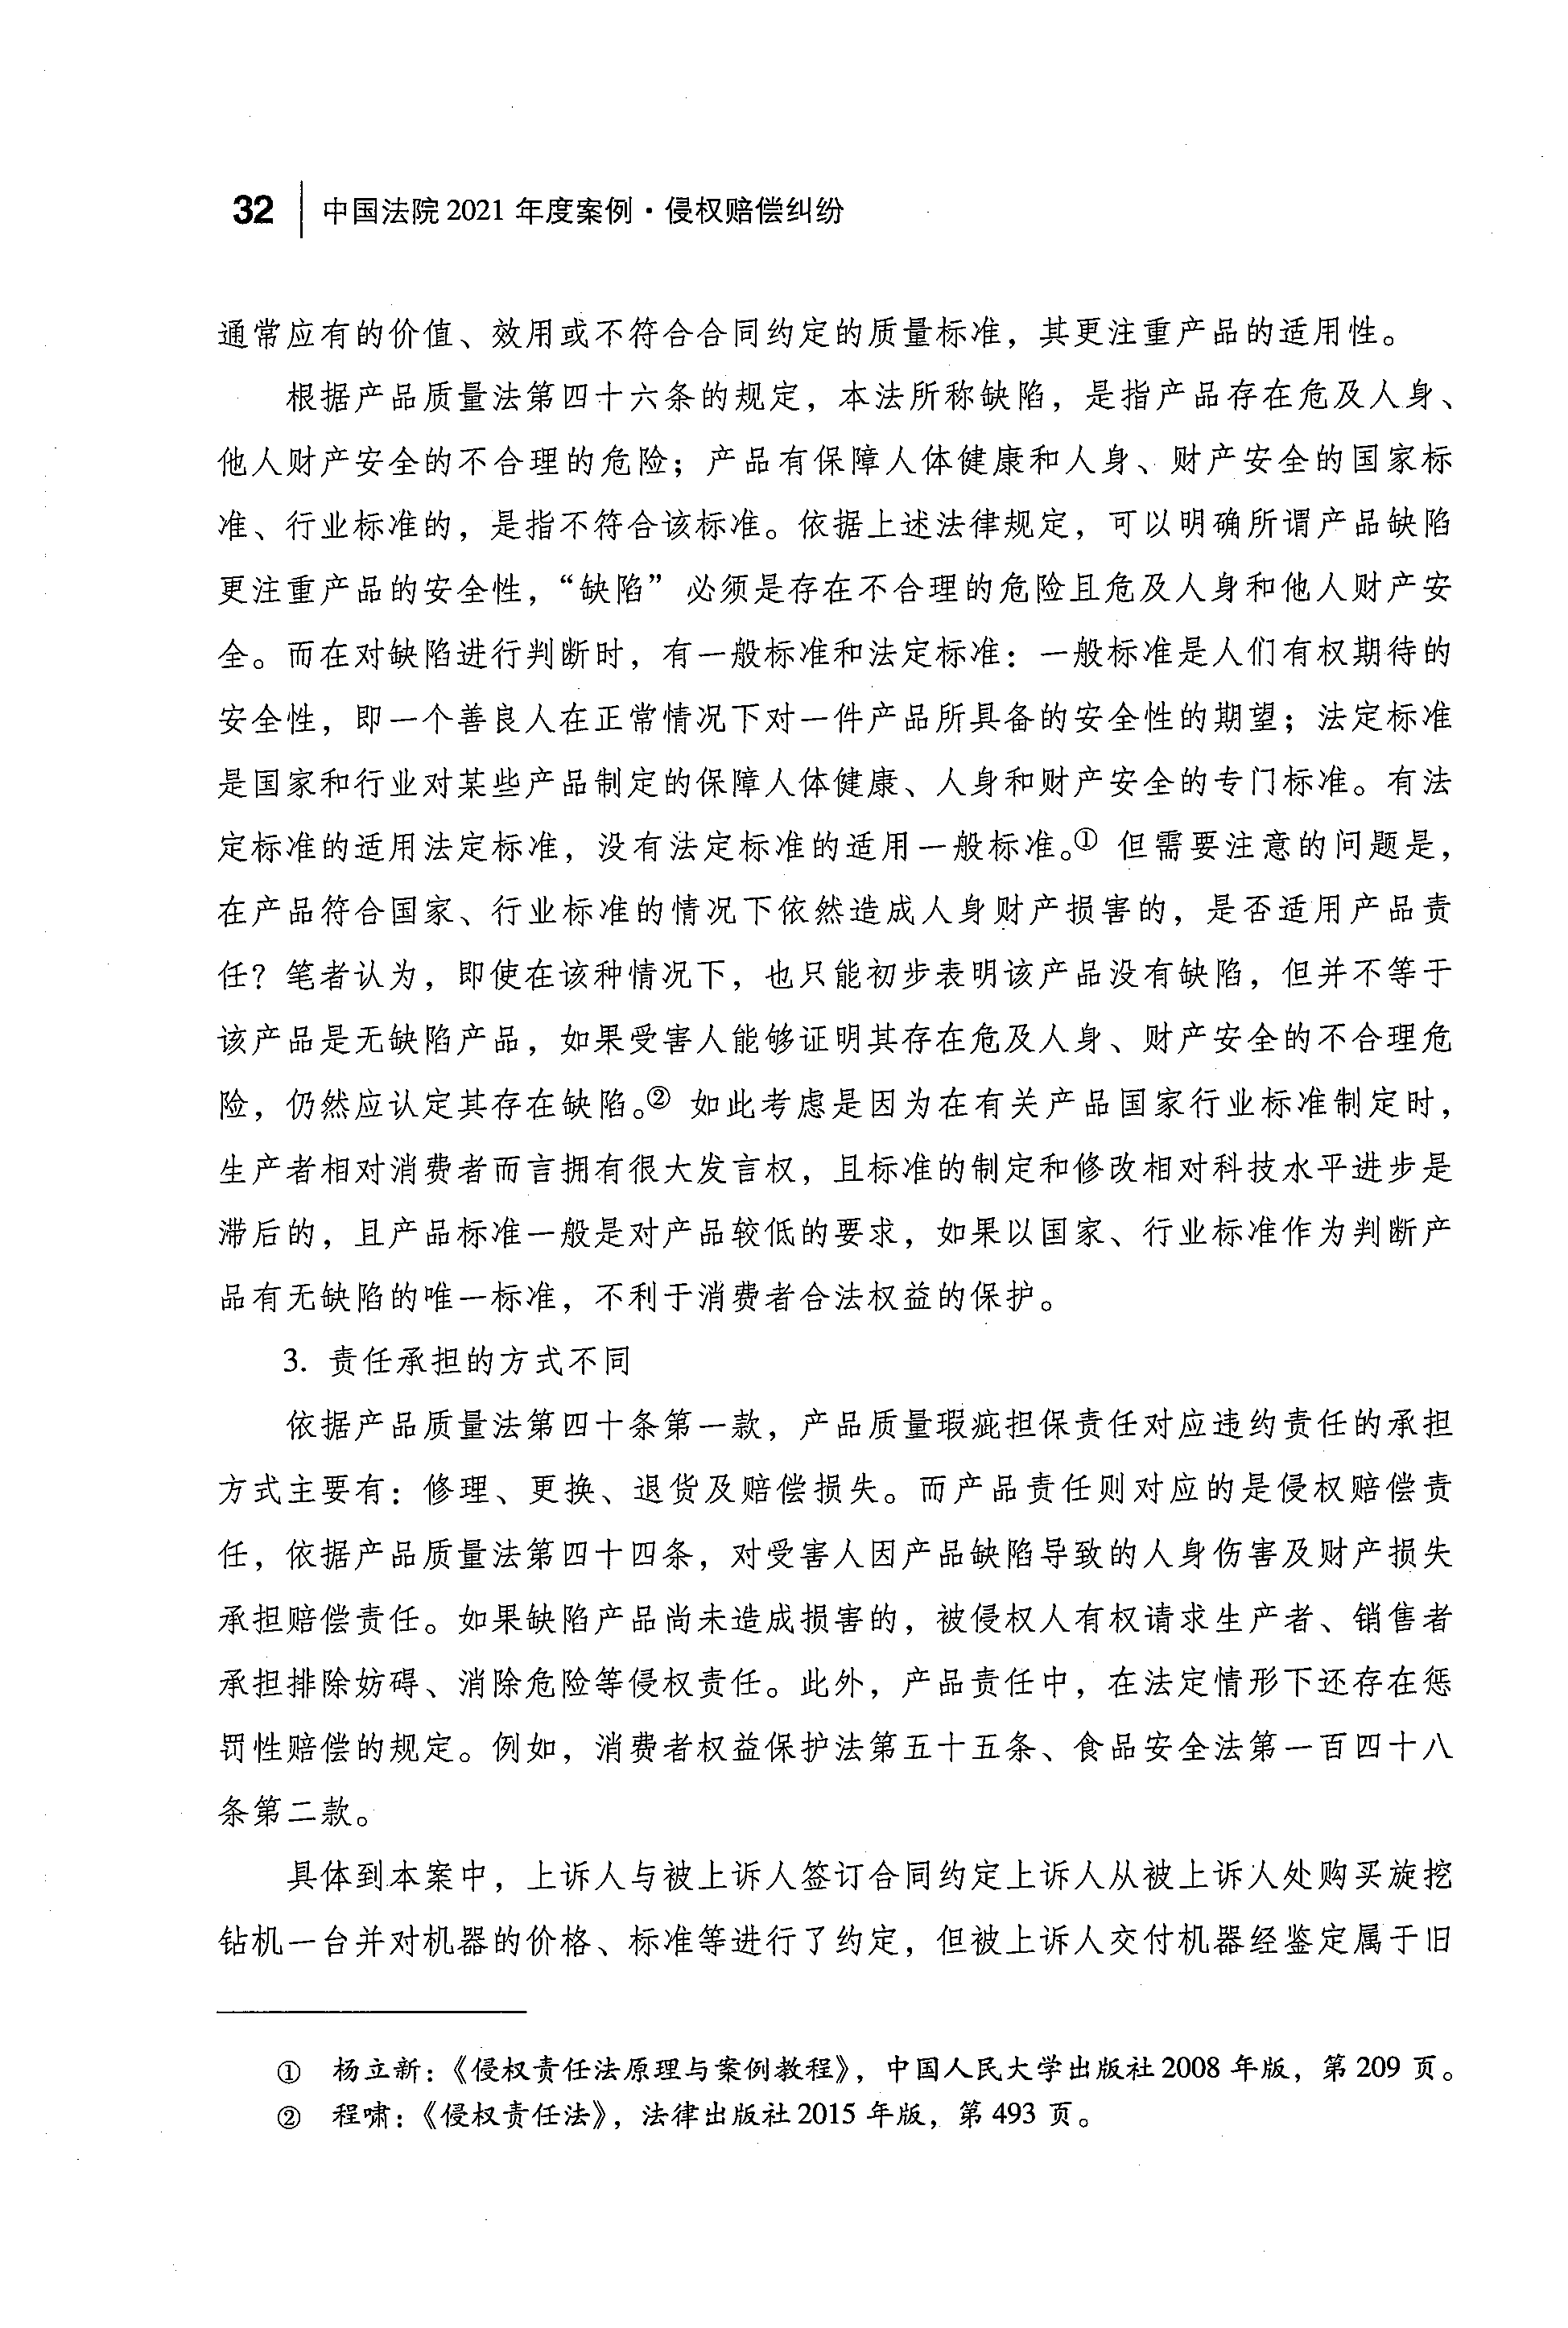 32 中国法院2021年度案例·侵权赔偿纠纷
通常应有的价值、效用或不符合合同约定的质量标准，其更注重产品的适用性。
根据产品质量法第四十六条的规定，本法所称缺陷，是指产品存在危及人身、
他人财产安全的不合理的危险；产品有保障人体健康和人身、财产安全的国家标
准、行业标准的，是指不符合该标准。依据上述法律规定，可以明确所谓产品缺陷
更注重产品的安全性，“缺陷”必须是存在不合理的危险且危及人身和他人财产安
全。而在对缺陷进行判断时，有一般标准和法定标准：一般标准是人们有权期待的
安全性，即一个善良人在正常情况下对一件产品所具备的安全性的期望；法定标准
是国家和行业对某些产品制定的保障人体健康、人身和财产安全的专门标准。有法
定标准的适用法定标准，没有法定标准的适用一般标准。① 但需要注意的问题是，
在产品符合国家、行业标准的情况下依然造成人身财产损害的，是否适用产品责
任？笔者认为，即使在该种情况下，也只能初步表明该产品没有缺陷，但并不等于
该产品是无缺陷产品，如果受害人能够证明其存在危及人身、财产安全的不合理危
险，仍然应认定其存在缺陷。② 如此考虑是因为在有关产品国家行业标准制定时，
生产者相对消费者而言拥有很大发言权，且标准的制定和修改相对科技水平进步是
滞后的，且产品标准一般是对产品较低的要求，如果以国家、行业标准作为判断产
品有无缺陷的唯一标准，不利于消费者合法权益的保护。
3. 责任承担的方式不同
依据产品质量法第四十条第一款，产品质量瑕疵担保责任对应违约责任的承担
方式主要有：修理、更换、退货及赔偿损失。而产品责任则对应的是侵权赔偿责
任，依据产品质量法第四十四条，对受害人因产品缺陷导致的人身伤害及财产损失
承担赔偿责任。如果缺陷产品尚未造成损害的，被侵权人有权请求生产者、销售者
承担排除妨碍、消除危险等侵权责任。此外，产品责任中，在法定情形下还存在惩
罚性赔偿的规定。例如，消费者权益保护法第五十五条、食品安全法第一百四十八
条第二款。
具体到本案中，上诉人与被上诉人签订合同约定上诉人从被上诉人处购买旋挖
钻机一台并对机器的价格、标准等进行了约定，但被上诉人交付机器经鉴定属于旧
① 杨立新：《侵权责任法原理与案例教程》，中国人民大学出版社2008年版，第209页。
② 程啸：《侵权责任法》，法律出版社2015年版，第493页。